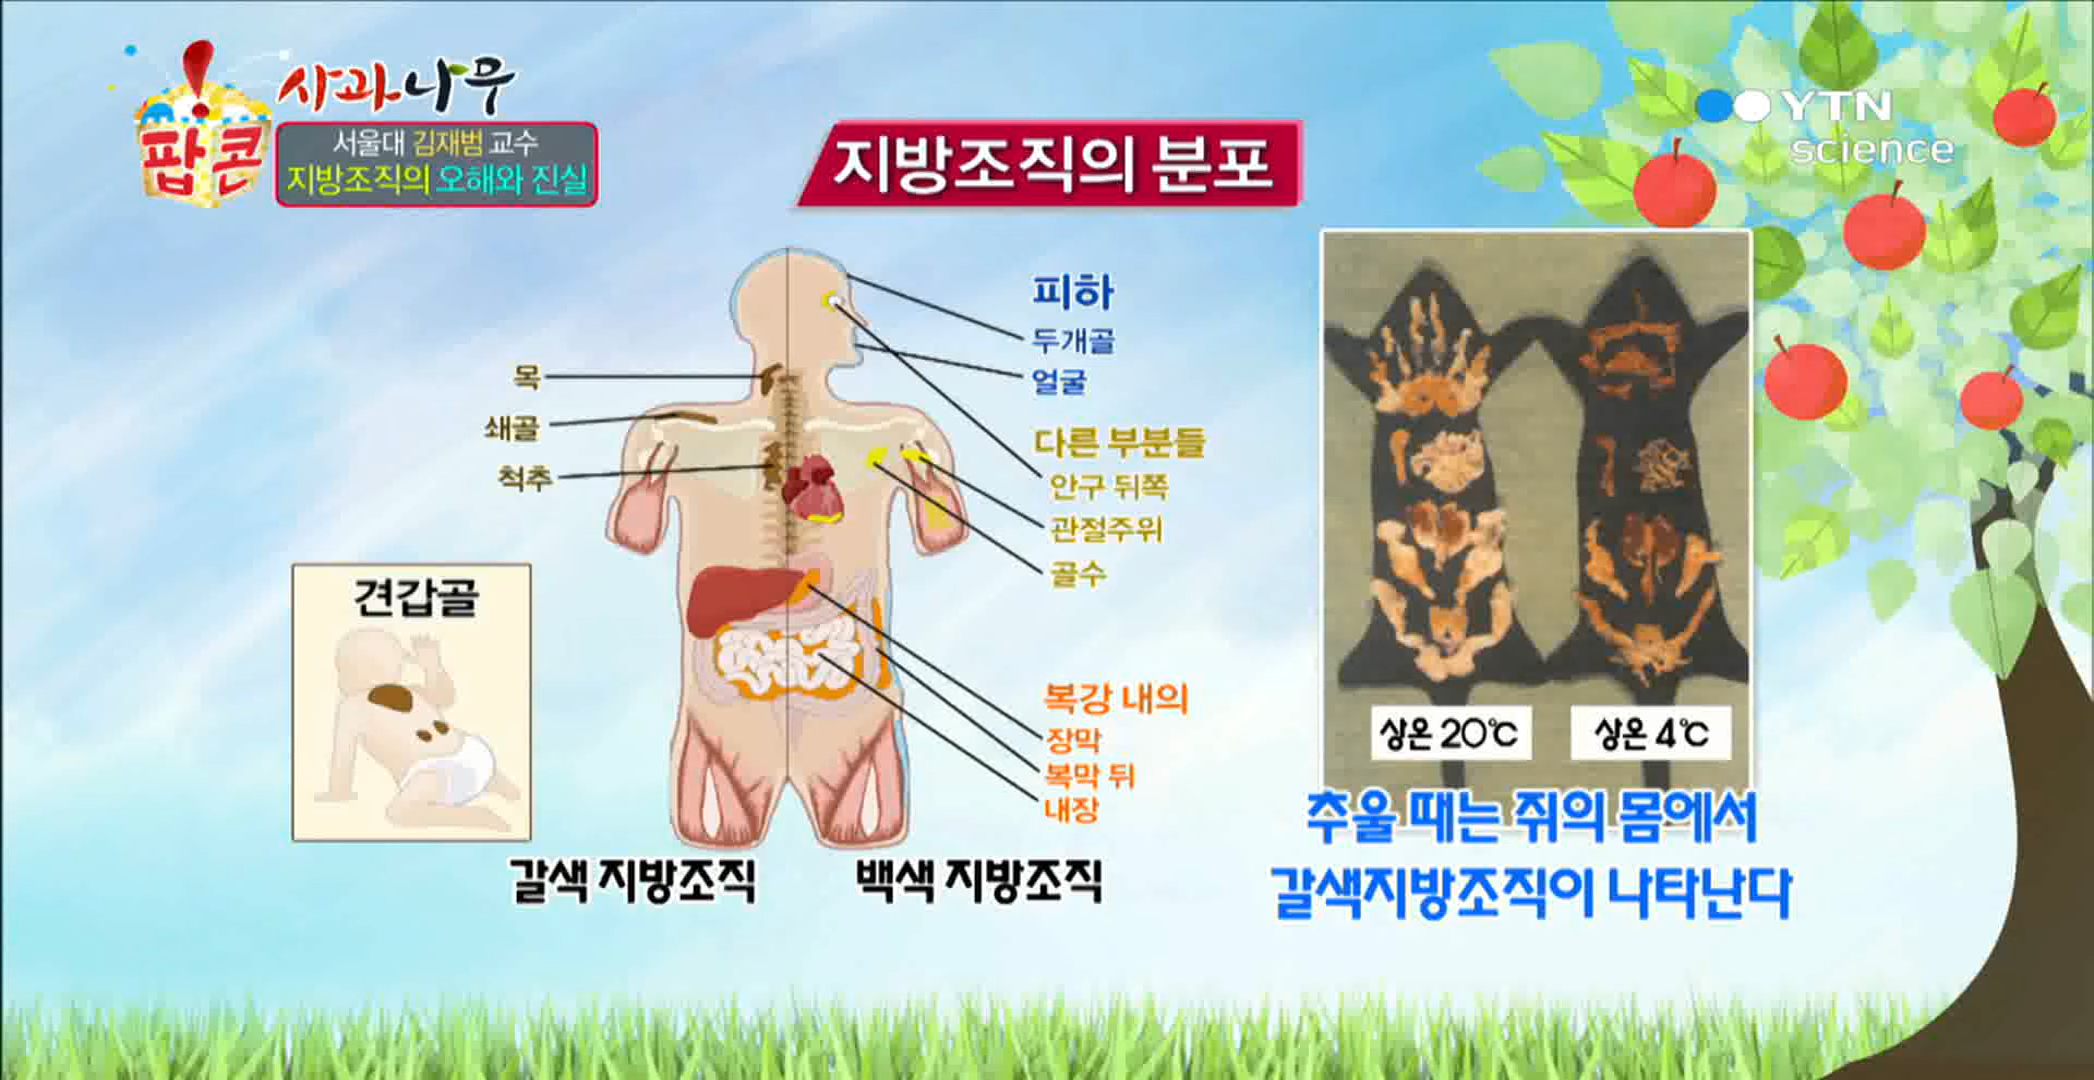 팝콘
사과나무
서울대 김재범 교수
지방조직의 오해와 진실
지방조직의 분포
YTN
science
피하
두개골
얼굴
목
쇄골
척추
다른 부분들
안구 뒤쪽
관절주위
골수
견갑골
복강 내의
장막
복막 뒤
내장
갈색 지방조직
백색 지방조직
상온 20℃
상온 4℃
추울 때는 쥐의 몸에서
갈색지방조직이 나타난다